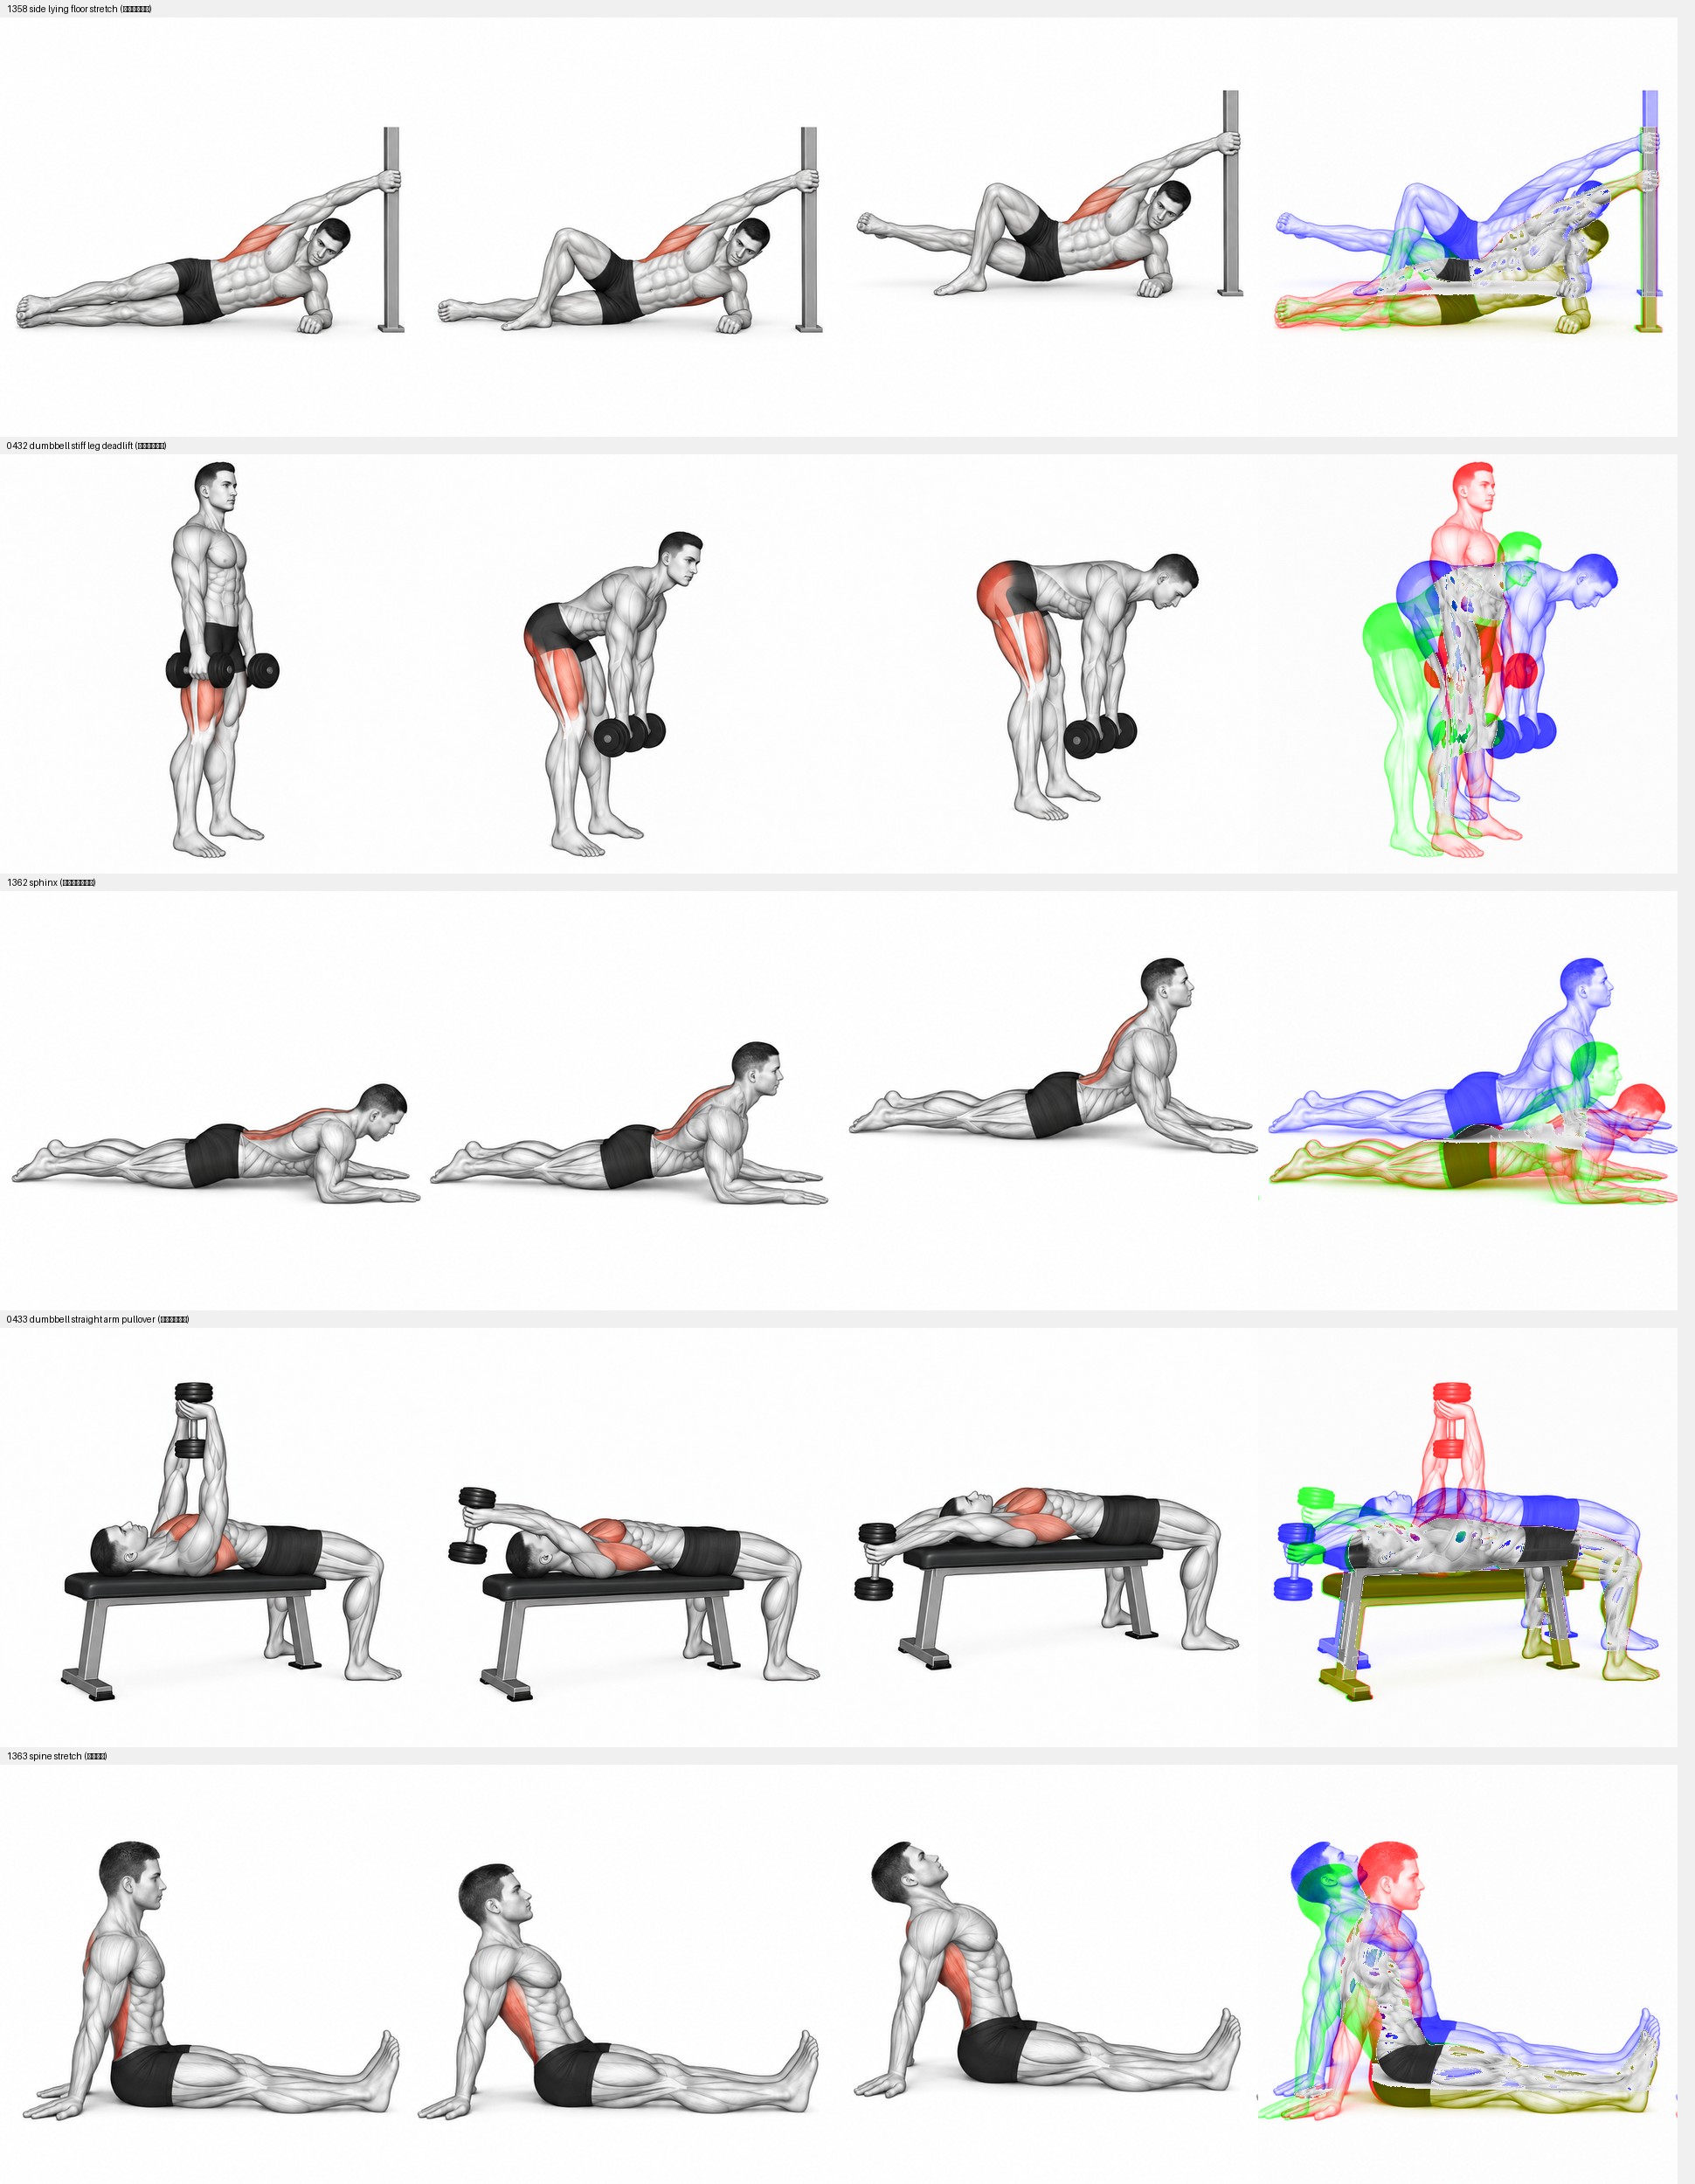 1358 side lying floor stretch (
0432 dumbbell stiff leg deadlift (
1362 sphinx (
0433 dumbbell straight arm pullover (
1363 spine stretch (